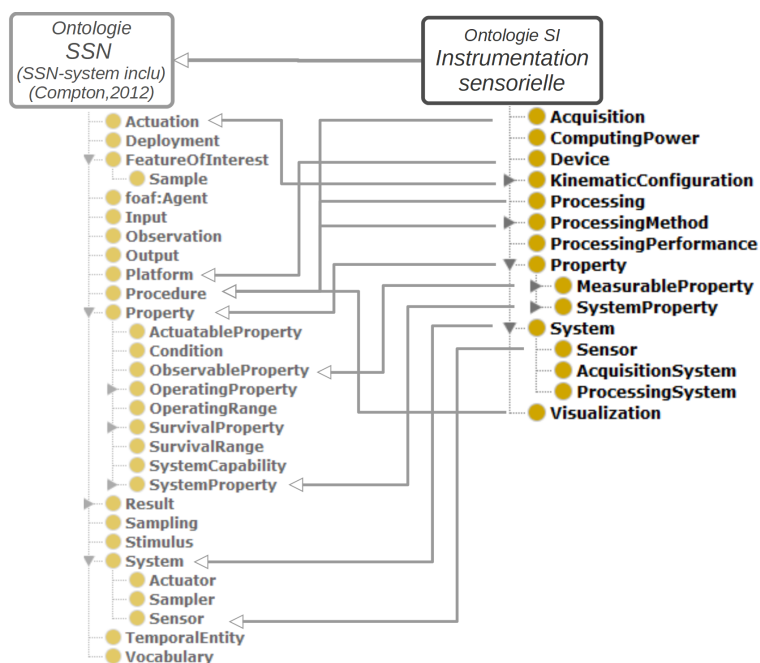 Ontologie
SSN
(SSN-system inclu)
(Compton,2012)
Actuation
Deployment
FeatureOfInterest
Sample
foaf:Agent
Input
Observation
Output
Platform
Procedure
Property
ActuatableProperty
Condition
ObservableProperty
OperatingProperty
OperatingRange
SurvivalProperty
SurvivalRange
SystemCapability
SystemProperty
Result
Sampling
Stimulus
System
Actuator
Sampler
Sensor
TemporalEntity
Vocabulary
Ontologie SI
Instrumentation
sensorielle
Acquisition
ComputingPower
Device
KinematicConfiguration
Processing
ProcessingMethod
ProcessingPerformance
Property
MeasurableProperty
SystemProperty
System
Sensor
AcquisitionSystem
ProcessingSystem
Visualization